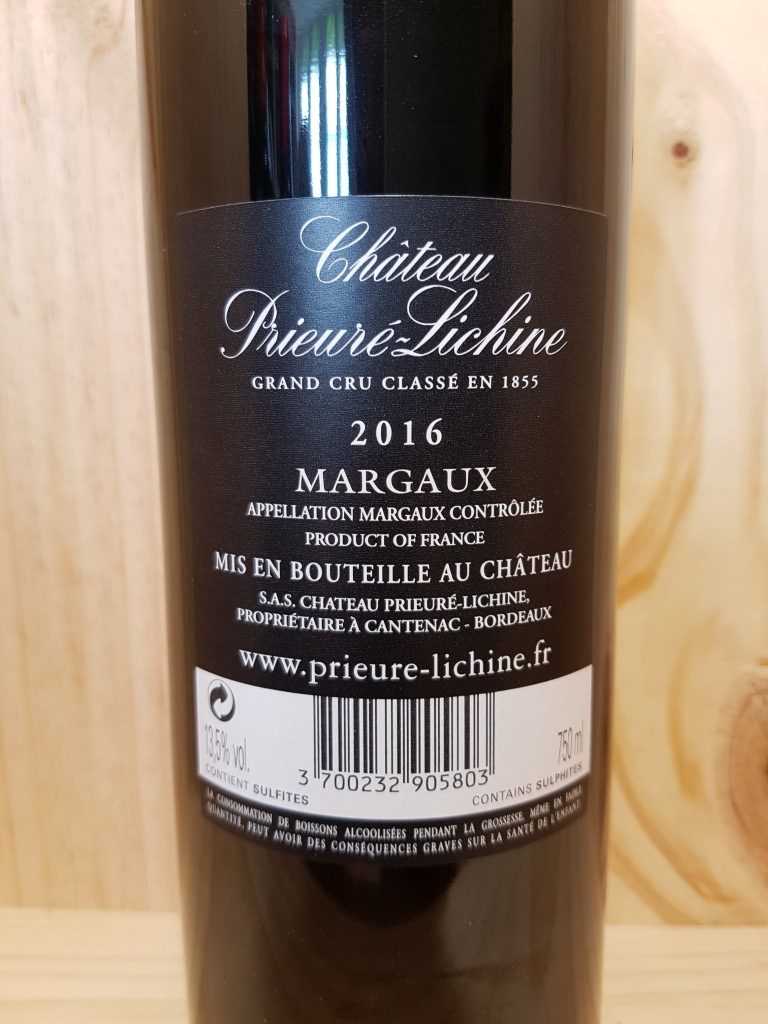 Château
Prieuré-Lichine
GRAND CRU CLASSÉ EN 1855
2016
MARGAUX
APPELLATION MARGAUX CONTRÔLÉE
PRODUCT OF FRANCE
MIS EN BOUTEILLE AU CHÂTEAU
S.A.S. CHATEAU PRIEURÉ-LICHINE,
PROPRIÉTAIRE À CANTENAC - BORDEAUX
www.prieure-lichine.fr
13,5% vol. 750 ml
3 700232 905803
CONTIENT SULFITES CONTAINS SULPHITES
LA CONSOMMATION DE BOISSONS ALCOOLISÉES PENDANT LA GROSSESSE, MÊME EN FAIBLE
QUANTITÉ, PEUT AVOIR DES CONSÉQUENCES GRAVES SUR LA SANTÉ DE L'ENFANT.